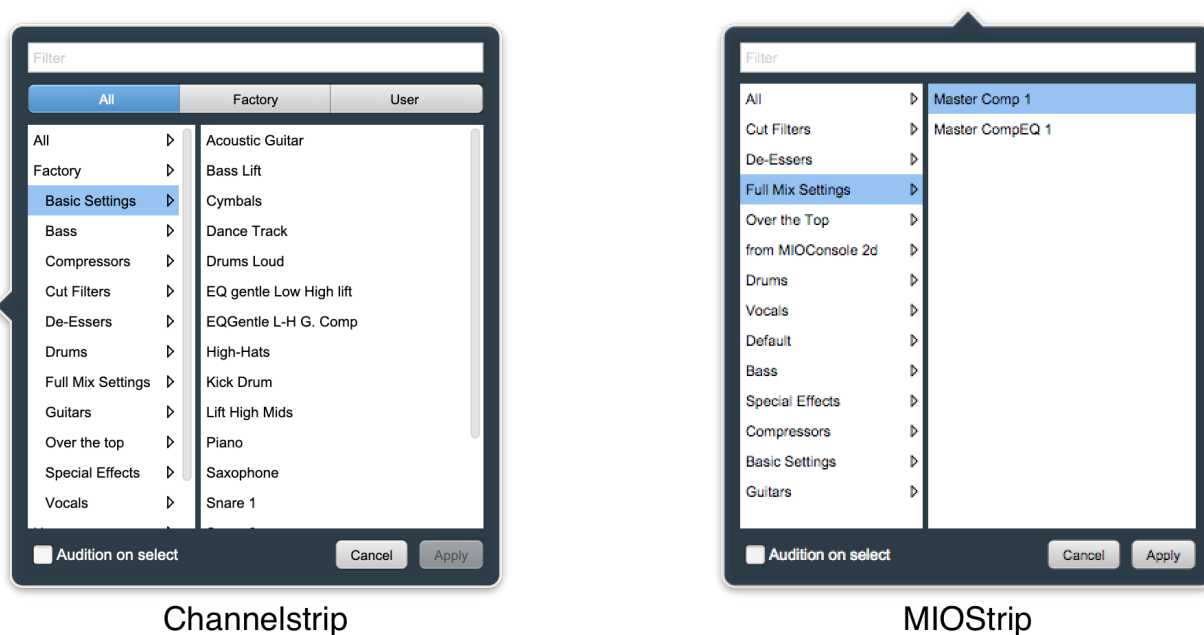 Filter
All Factory User
All
Factory
Basic Settings
Bass
Compressors
Cut Filters
De-Essers
Drums
Full Mix Settings
Guitars
Over the top
Special Effects
Vocals
Acoustic Guitar
Bass Lift
Cymbals
Dance Track
Drums Loud
EQ gentle Low High lift
EQGentle L-H G. Comp
High-Hats
Kick Drum
Lift High Mids
Piano
Saxophone
Snare 1
Audition on select Cancel Apply
Channelstrip
Filter
All
Cut Filters
De-Essers
Full Mix Settings
Over the Top
from MIOConsole 2d
Drums
Vocals
Default
Bass
Special Effects
Compressors
Basic Settings
Guitars
Master Comp 1
Master CompEQ 1
Audition on select Cancel Apply
MIOStrip